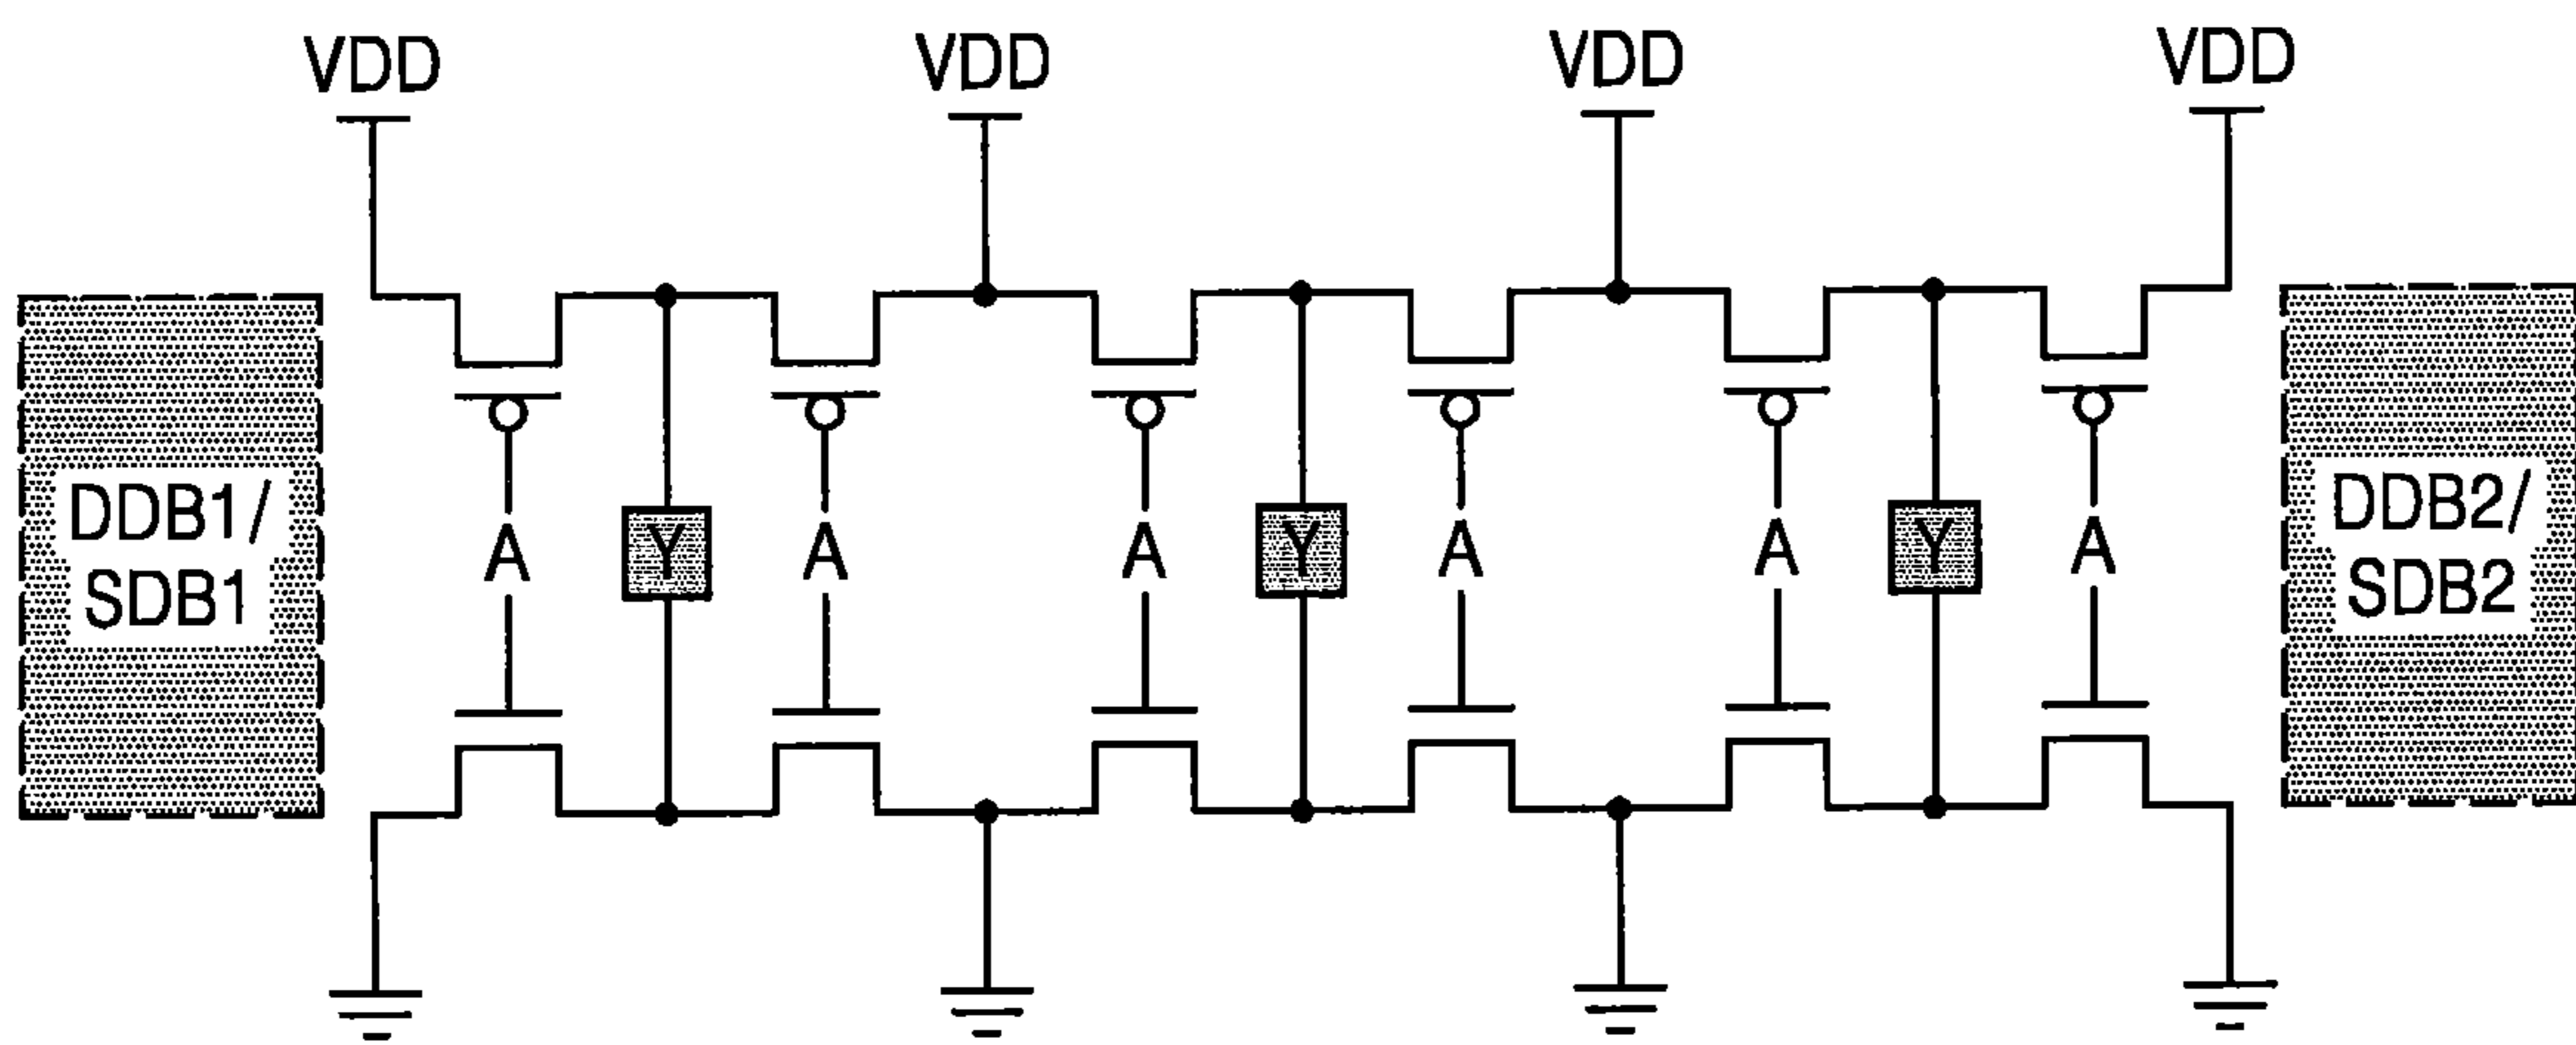 VDD VDD VDD VDD
DDB1/
SDB1
A Y A A Y A A Y A
DDB2/
SDB2